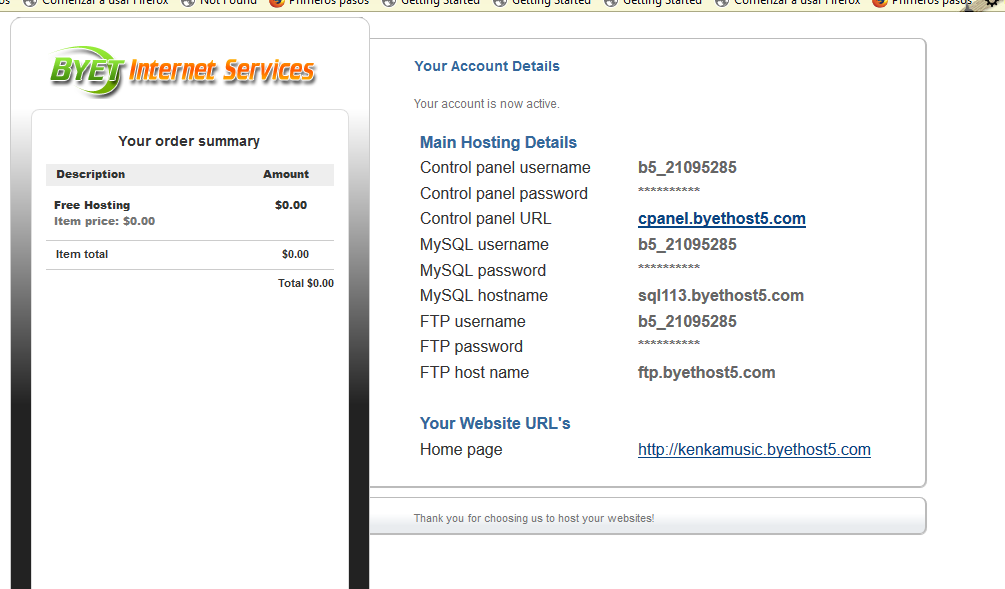 os Comenzar a usar Firefox Not Found Primeros pasos Getting Started Getting Started Getting Started Comenzar a usar Firefox Primeros pasos
BYET Internet Services
Your order summary
Description Amount
Free Hosting $0.00
Item price: $0.00
Item total $0.00
Total $0.00
Your Account Details
Your account is now active.
Main Hosting Details
Control panel username b5_21095285
Control panel password **********
Control panel URL cpanel.byethost5.com
MySQL username b5_21095285
MySQL password **********
MySQL hostname sql113.byethost5.com
FTP username b5_21095285
FTP password **********
FTP host name ftp.byethost5.com
Your Website URL's
Home page http://kenkamusic.byethost5.com
Thank you for choosing us to host your websites!